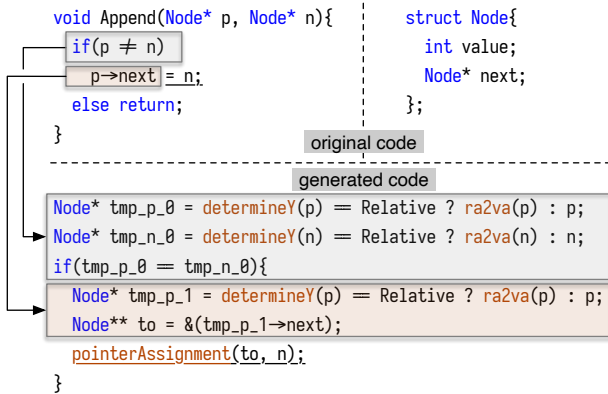 void Append(Node* p, Node* n){
if(p ≠ n)
p→next = n;
else return;
}
struct Node{
int value;
Node* next;
};
original code
generated code
Node* tmp_p_0 = determineY(p) == Relative ? ra2va(p) : p;
Node* tmp_n_0 = determineY(n) == Relative ? ra2va(n) : n;
if(tmp_p_0 == tmp_n_0){
Node* tmp_p_1 = determineY(p) == Relative ? ra2va(p) : p;
Node** to = &(tmp_p_1→next);
pointerAssignment(to, n);
}